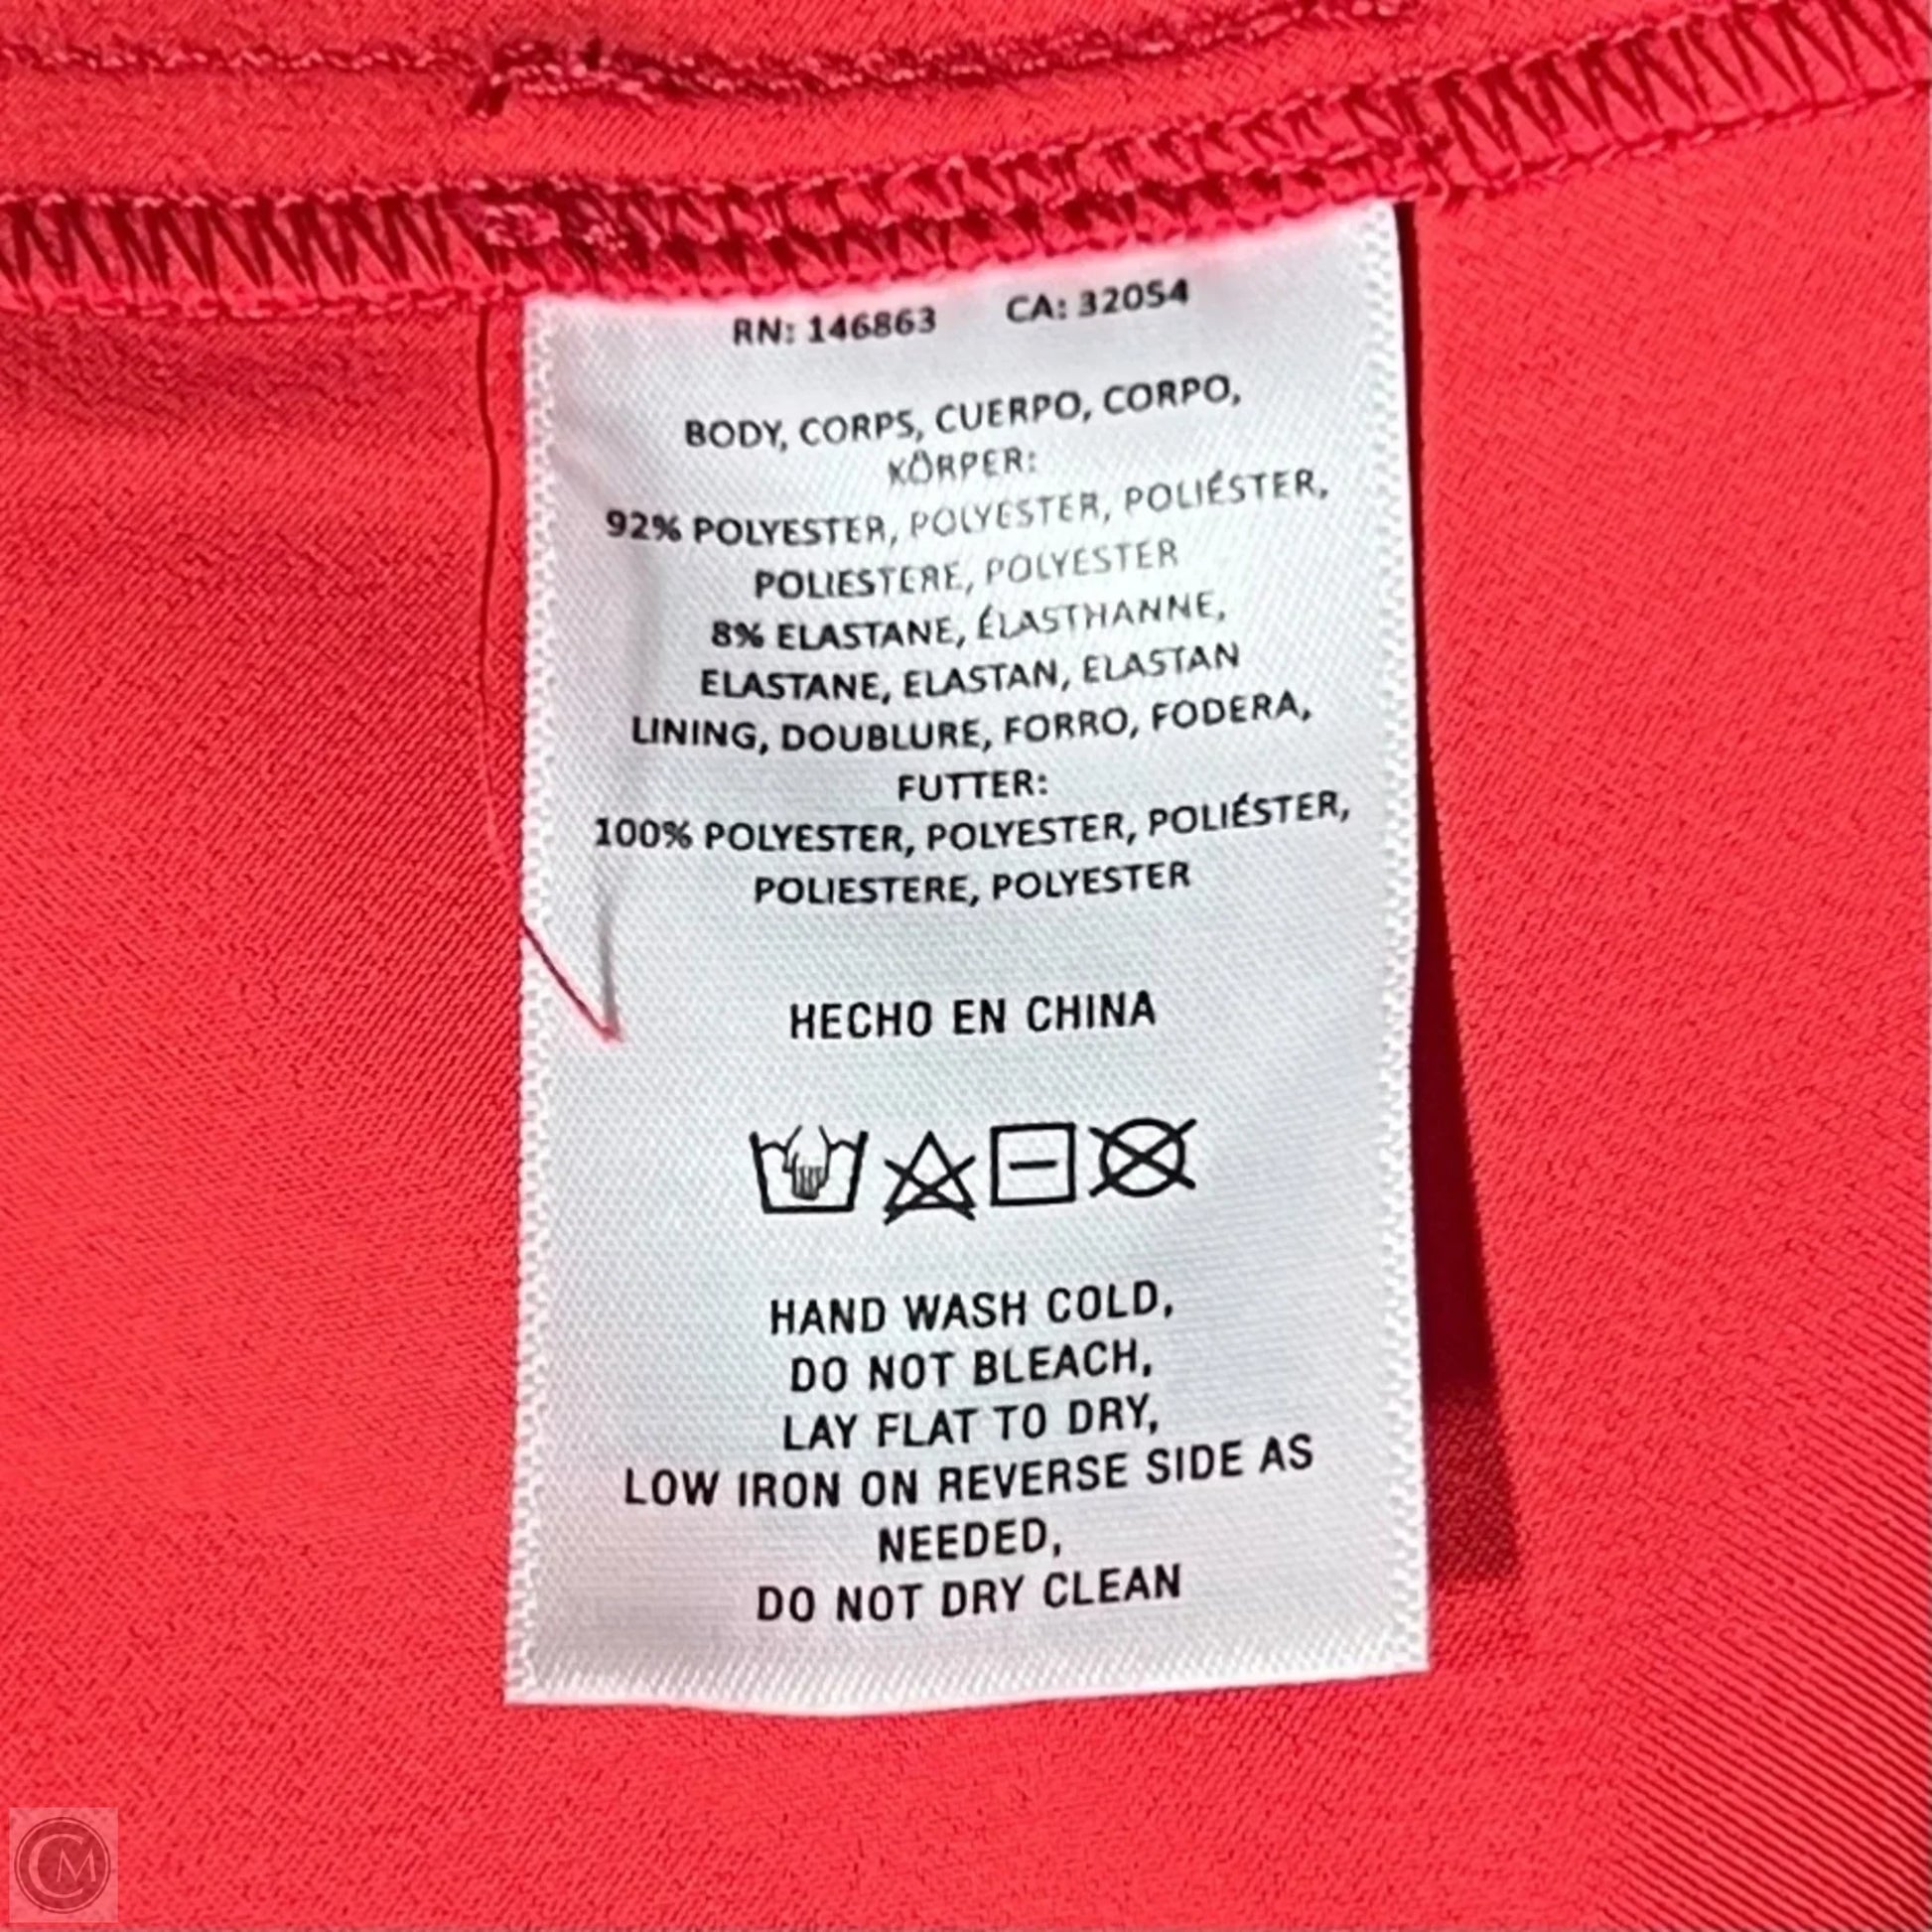 RN: 146863 CA: 32054
BODY, CORPS, CUERPO, CORPO,
KÖRPER:
92% POLYESTER, POLYESTER, POLIÉSTER,
POLIESTERE, POLYESTER
8% ELASTANE, ÉLASTHANNE,
ELASTANE, ELASTAN, ELASTAN
LINING, DOUBLURE, FORRO, FODERA,
FUTTER:
100% POLYESTER, POLYESTER, POLIÉSTER,
POLIESTERE, POLYESTER
HECHO EN CHINA
HAND WASH COLD,
DO NOT BLEACH,
LAY FLAT TO DRY,
LOW IRON ON REVERSE SIDE AS
NEEDED,
DO NOT DRY CLEAN
CM